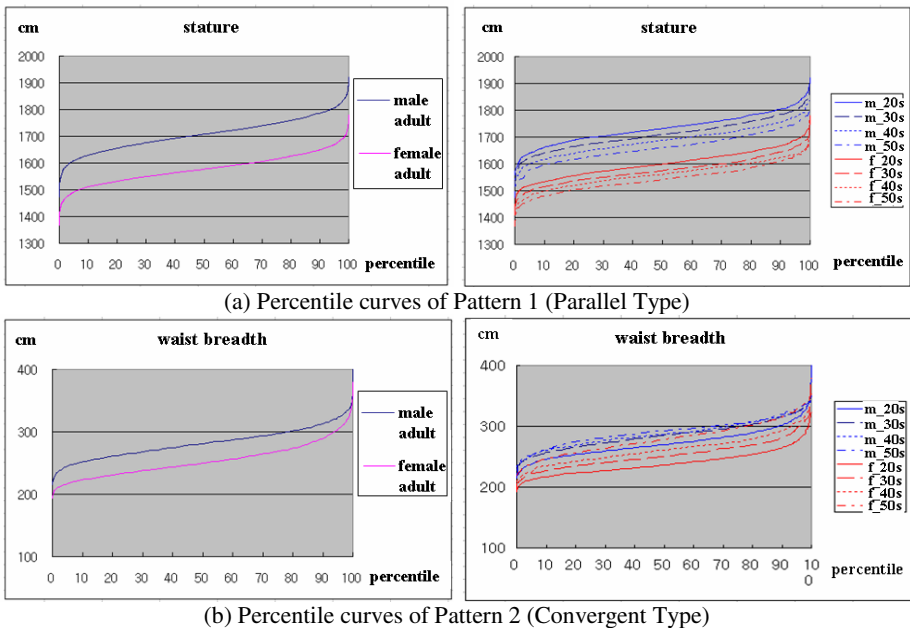 cm stature
2000
1900
1800
1700
1600
1500
1400
1300
0 10 20 30 40 50 60 70 80 90 100 percentile
male
adult
female
adult
cm stature
2000
1900
1800
1700
1600
1500
1400
1300
0 10 20 30 40 50 60 70 80 90 100
percentile
m_20s
m_30s
m_40s
m_50s
f_20s
f_30s
f_40s
f_50s
(a) Percentile curves of Pattern 1 (Parallel Type)
cm waist breadth
400
300
200
100
0 10 20 30 40 50 60 70 80 90 100 percentile
male
adult
female
adult
cm waist breadth
400
300
200
100
0 10 20 30 40 50 60 70 80 90 10
0
percentile
m_20s
m_30s
m_40s
m_50s
f_20s
f_30s
f_40s
f_50s
(b) Percentile curves of Pattern 2 (Convergent Type)